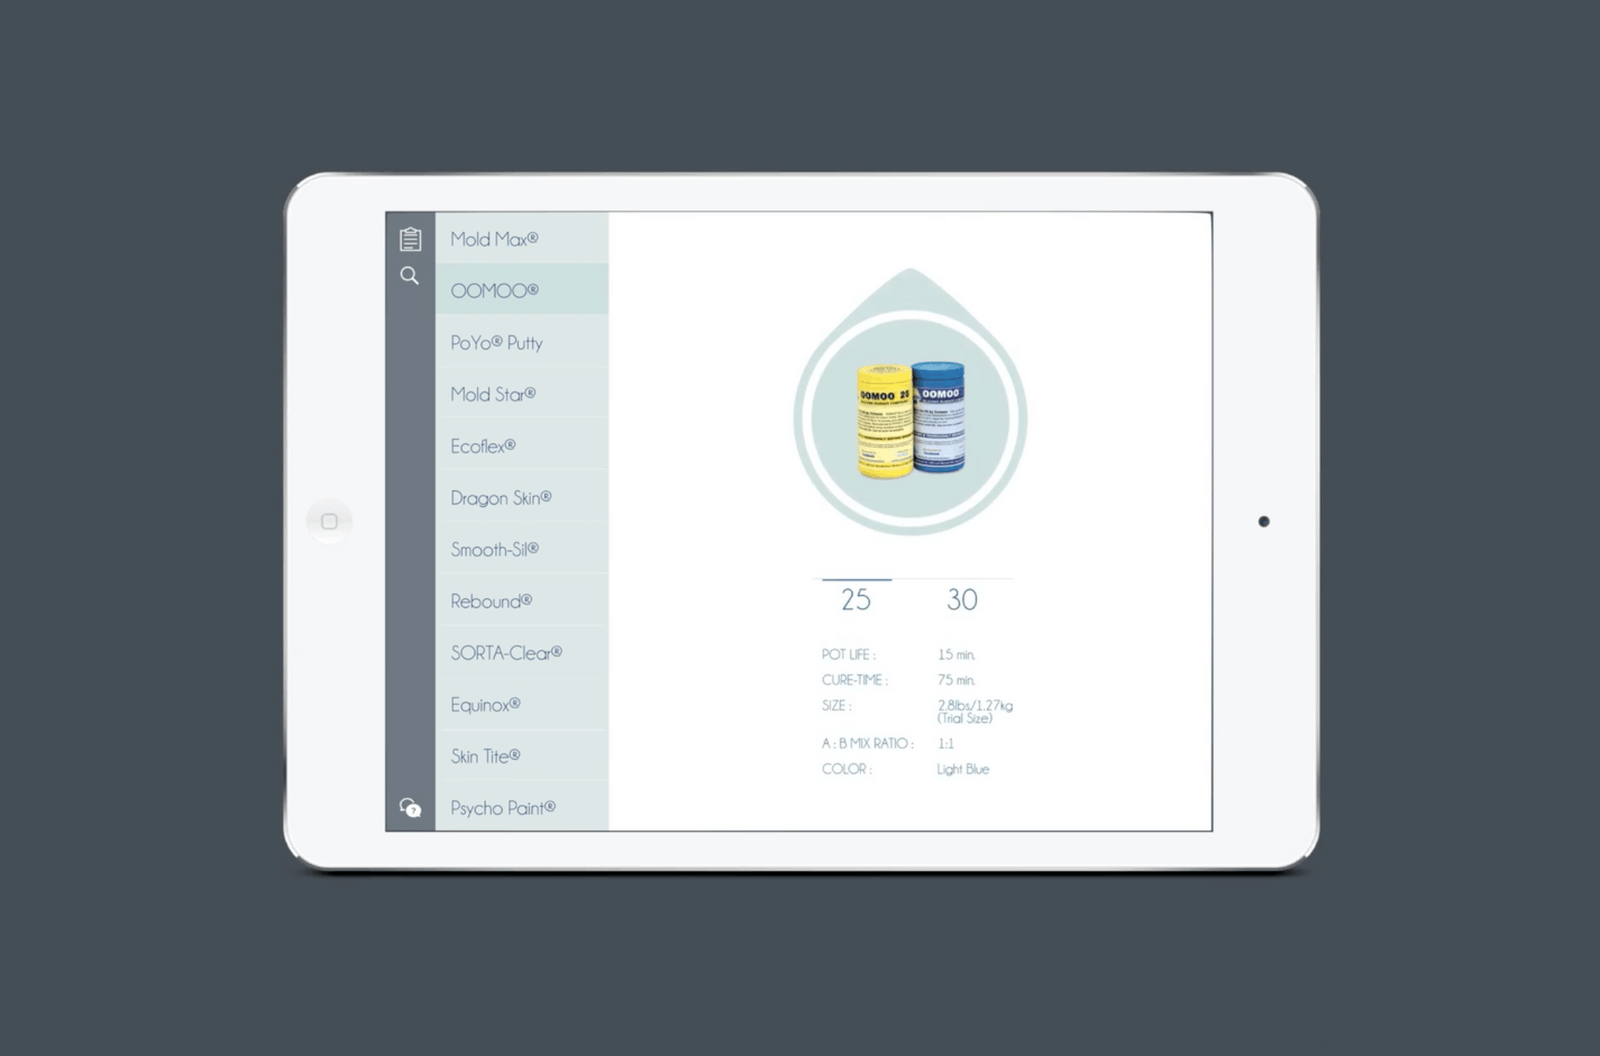 Mold Max®
OOMOO®
PoYo® Putty
Mold Star®
Ecoflex®
Dragon Skin®
Smooth-Sil®
Rebound®
SORTA-Clear®
Equinox®
Skin Tite®
Psycho Paint®
?
OOMOO 25
OOMOO
25 30
POT LIFE : 15 min.
CURE-TIME : 75 min.
SIZE : 2.8lbs/1.27kg
(Trial Size)
A : B MIX RATIO : 1:1
COLOR : Light Blue